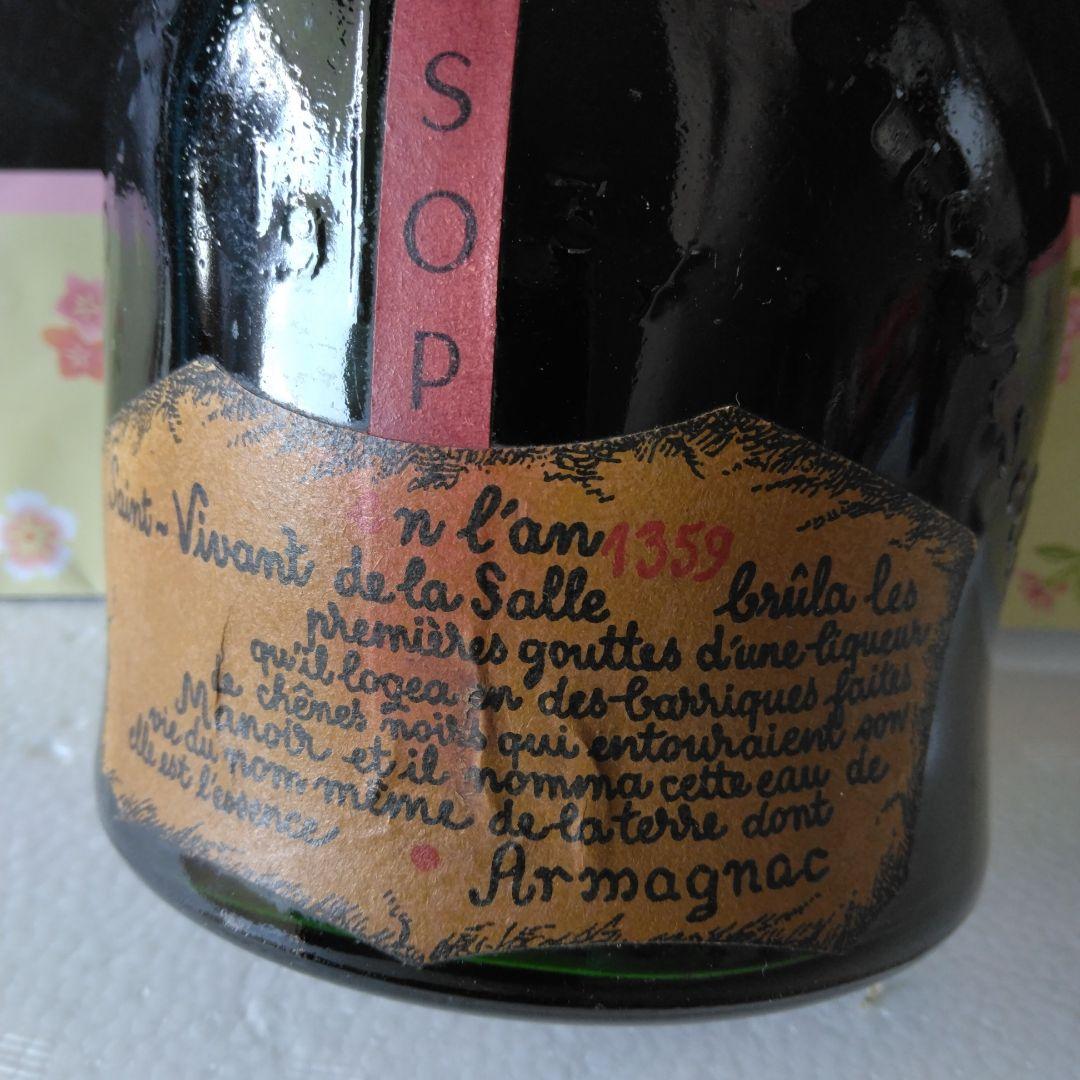 S
O
P
n l'an 1359
Saint-Vivant de la Salle brûla les
premières gouttes d'une liqueur
qu'il logea en des barriques faites
de chênes noirs qui entouraient son
Manoir et il nomma cette eau de
vie du nom même de la terre dont
elle est l'essence
Armagnac